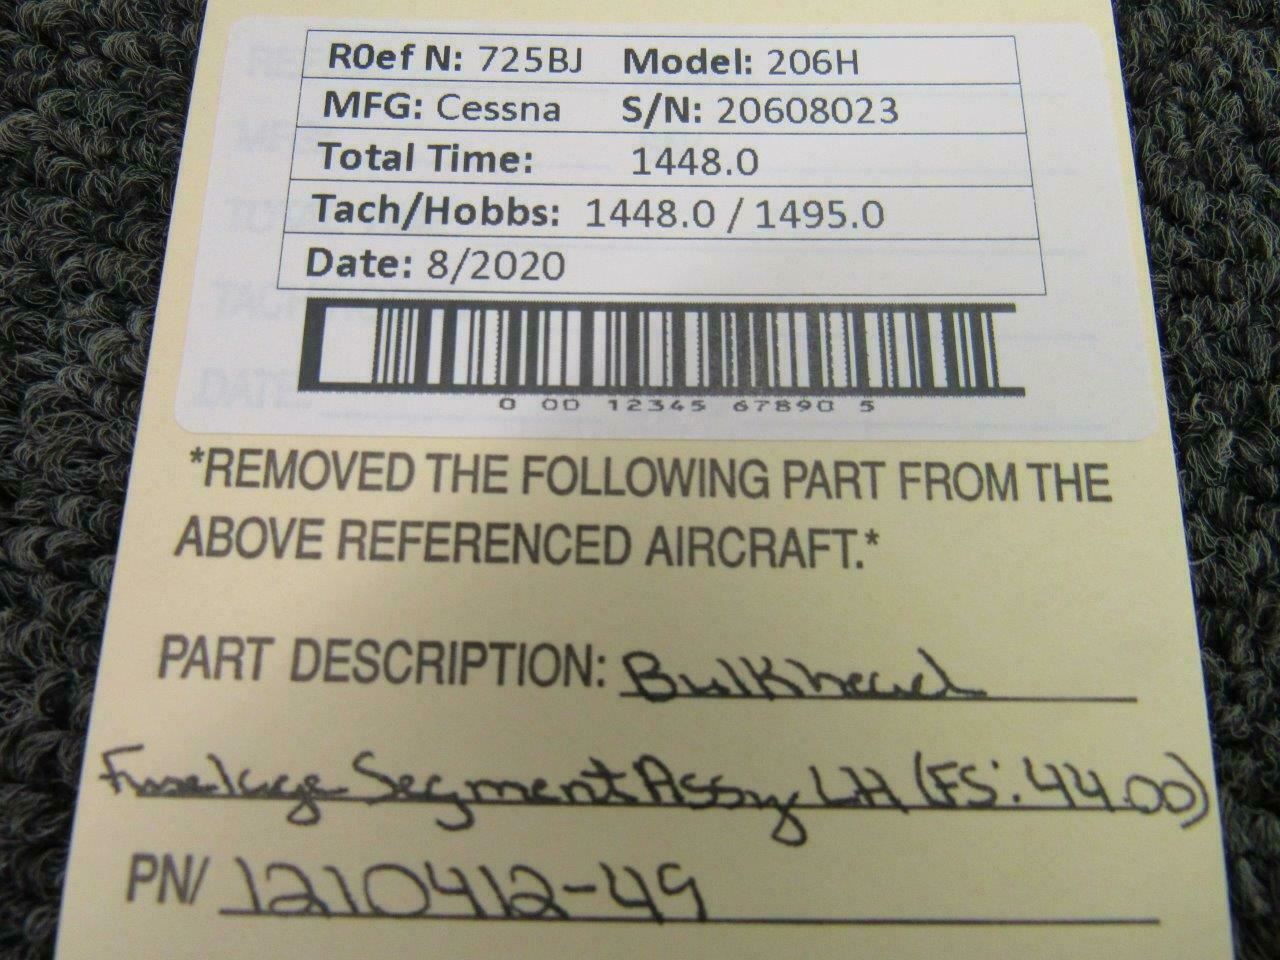 R0ef N: 725BJ Model: 206H
MFG: Cessna S/N: 20608023
Total Time: 1448.0
Tach/Hobbs: 1448.0 / 1495.0
Date: 8/2020
0 00 12345 67890 5
*REMOVED THE FOLLOWING PART FROM THE
ABOVE REFERENCED AIRCRAFT.*
PART DESCRIPTION: Bulkhead
Fuselage Segment Assy LH (FS: 44.00)
PN/ 1210412-49